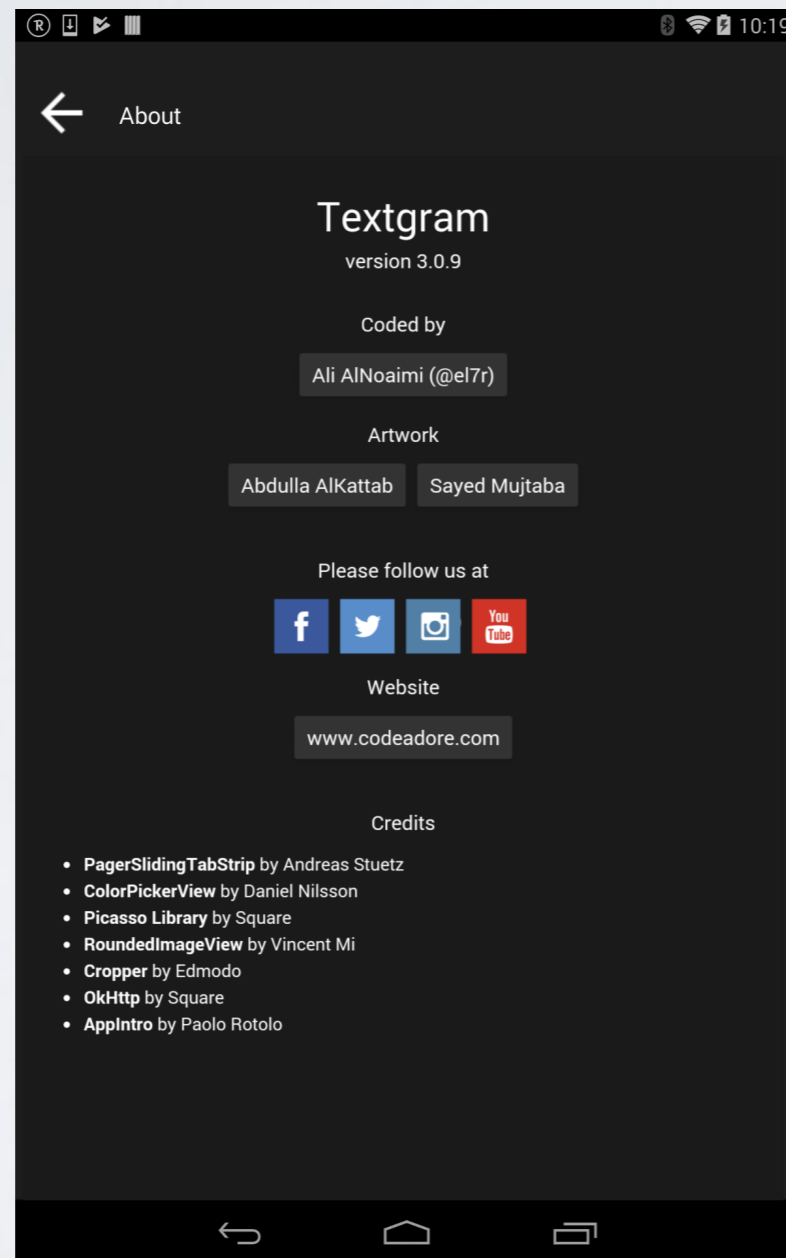 10:19
About
Textgram
version 3.0.9
Coded by
Ali AlNoaimi (@el7r)
Artwork
Abdulla AlKattab Sayed Mujtaba
Please follow us at
f You Tube
Website
www.codeadore.com
Credits
• PagerSlidingTabStrip by Andreas Stuetz
• ColorPickerView by Daniel Nilsson
• Picasso Library by Square
• RoundedImageView by Vincent Mi
• Cropper by Edmodo
• OkHttp by Square
• AppIntro by Paolo Rotolo